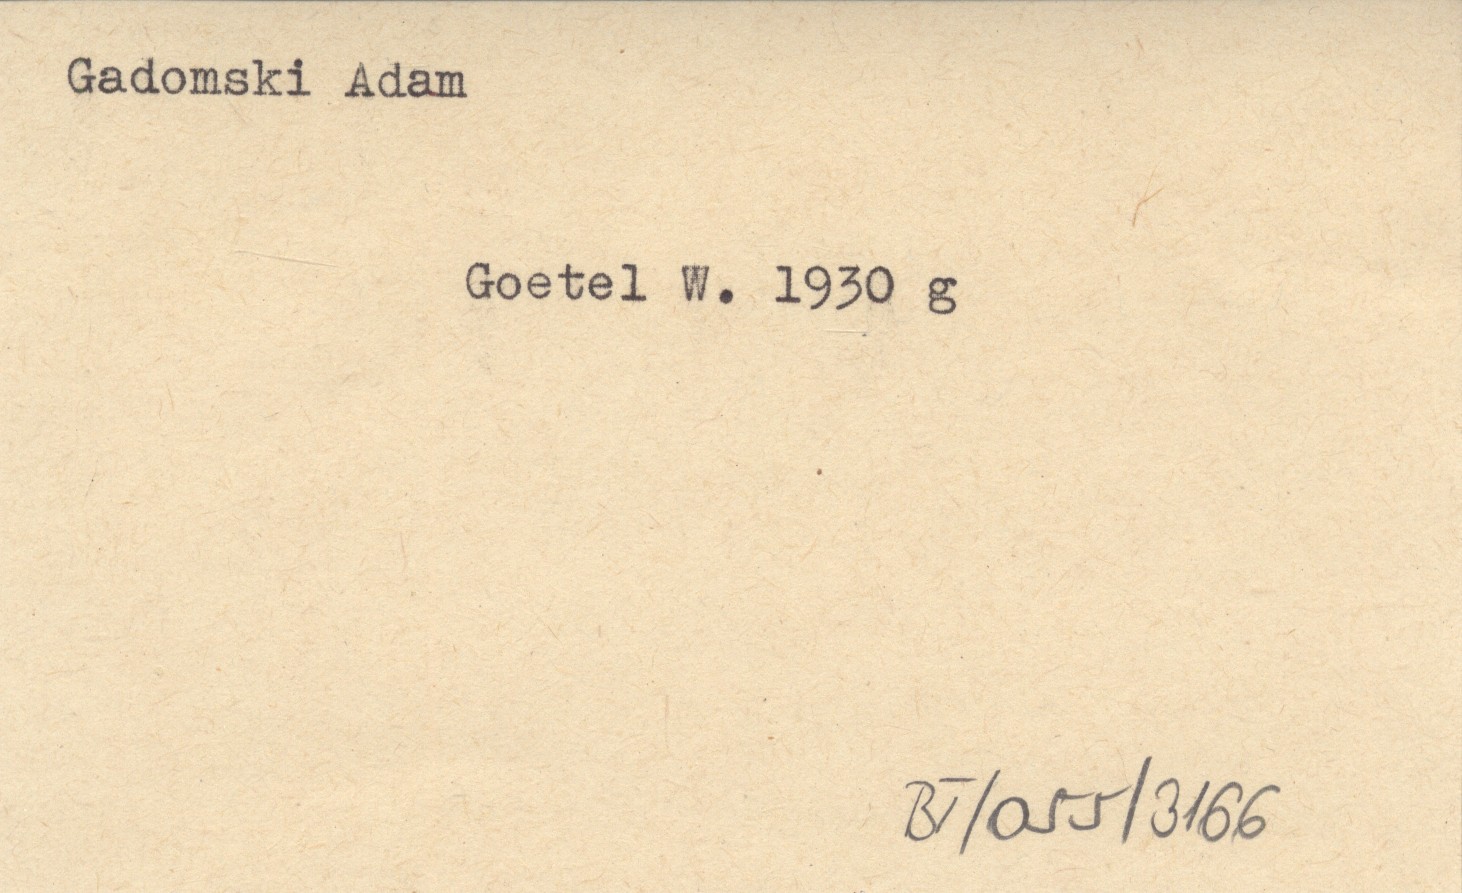 Gadomski Adam
Goetel W. 1930 g
BT/055/3166